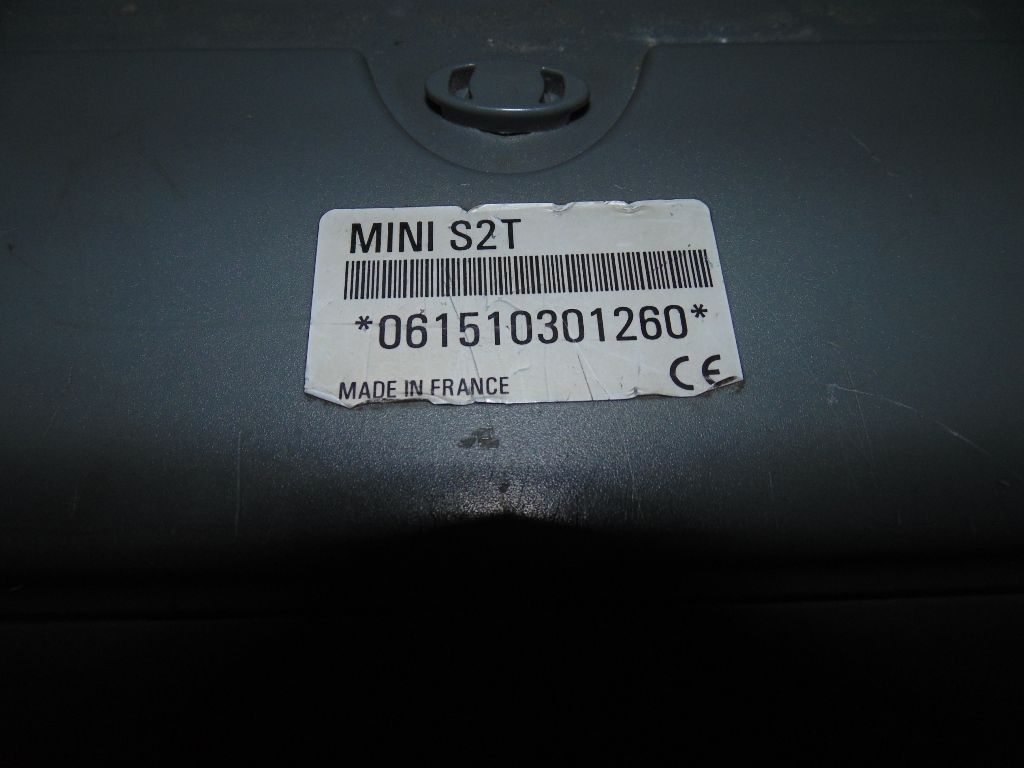 MINI S2T
*061510301260*
MADE IN FRANCE CE